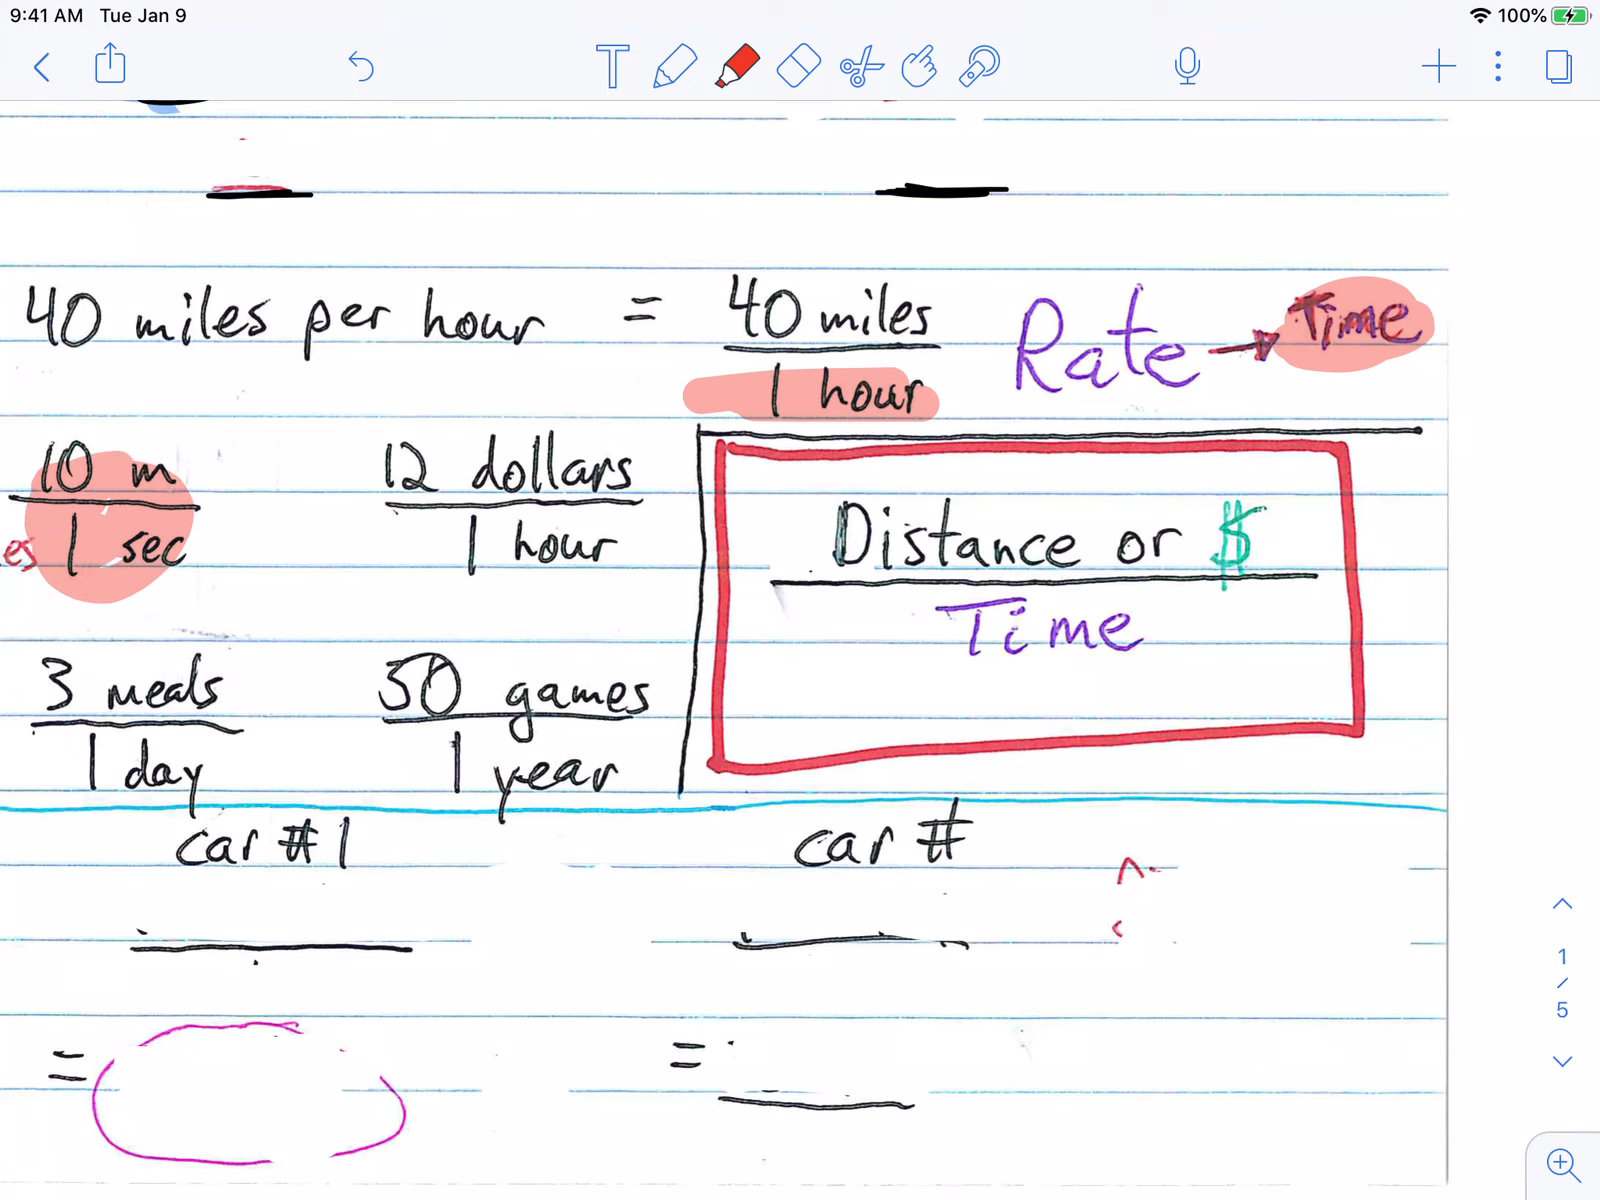 9:41 AM Tue Jan 9
100%
40 miles per hour = 40 miles
1 hour
Rate → Time
10 m
1 sec
es
12 dollars
1 hour
Distance or $
Time
3 meals
1 day
50 games
1 year
car #1
car #
=
=
1
/
5